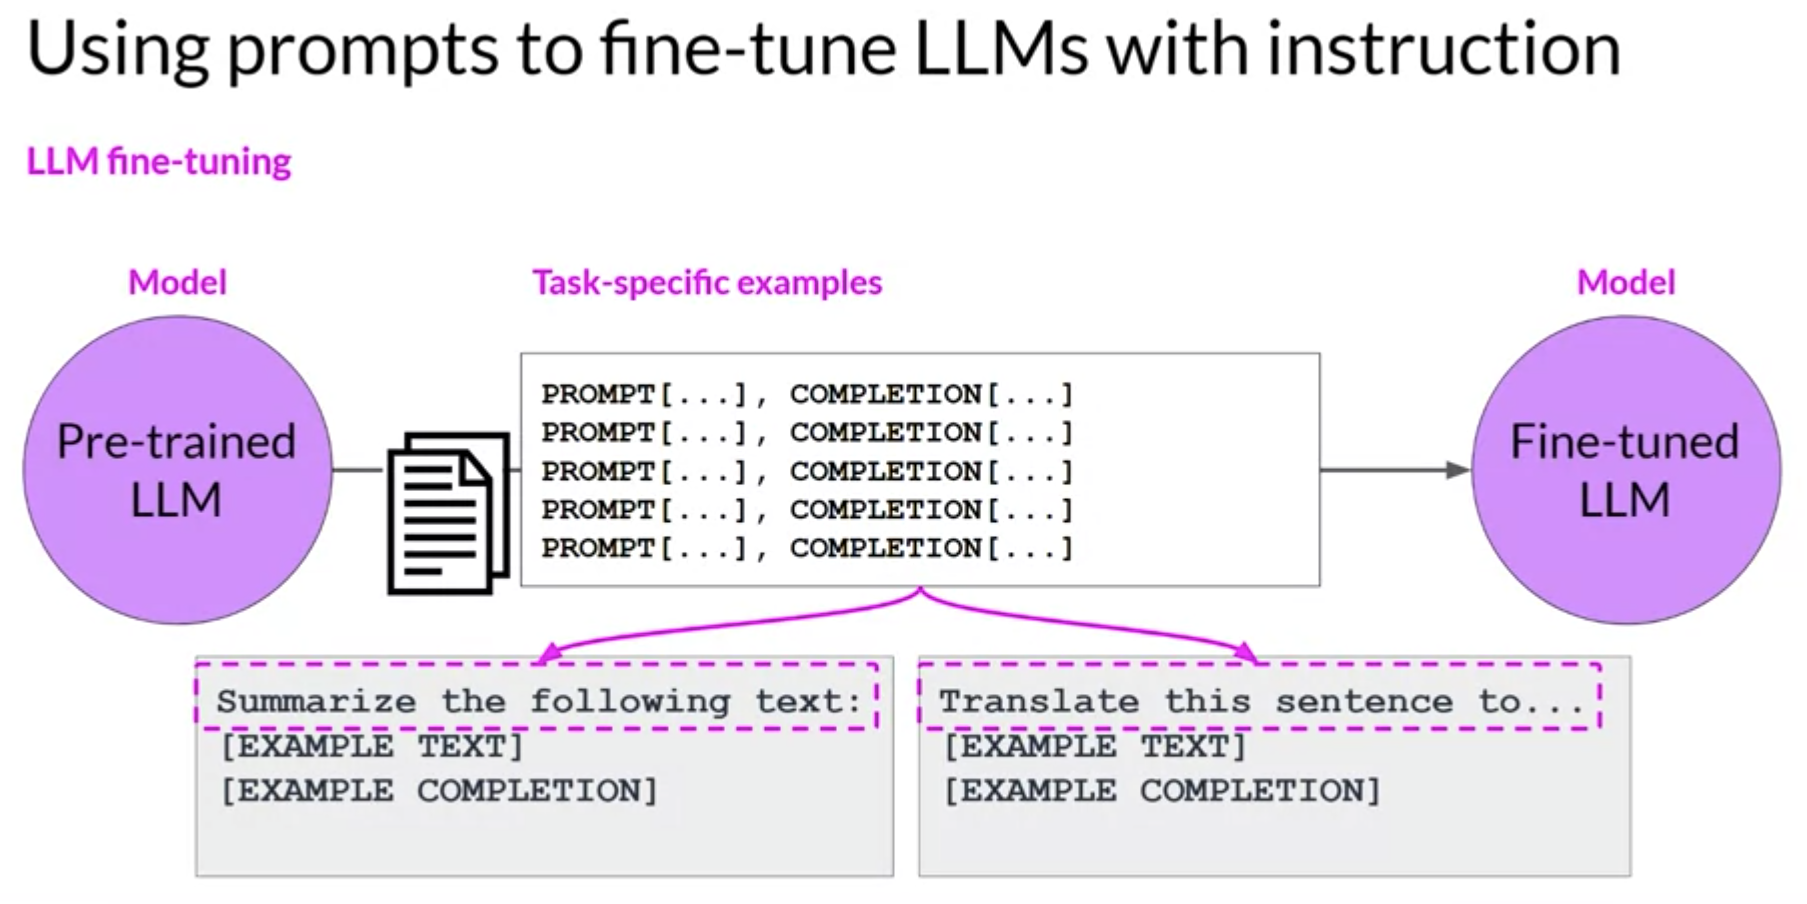 Using prompts to fine-tune LLMs with instruction
LLM fine-tuning
Model
Task-specific examples
Model
Pre-trained
LLM
PROMPT[...], COMPLETION[...]
PROMPT[...], COMPLETION[...]
PROMPT[...], COMPLETION[...]
PROMPT[...], COMPLETION[...]
PROMPT[...], COMPLETION[...]
Fine-tuned
LLM
Summarize the following text:
[EXAMPLE TEXT]
[EXAMPLE COMPLETION]
Translate this sentence to...
[EXAMPLE TEXT]
[EXAMPLE COMPLETION]